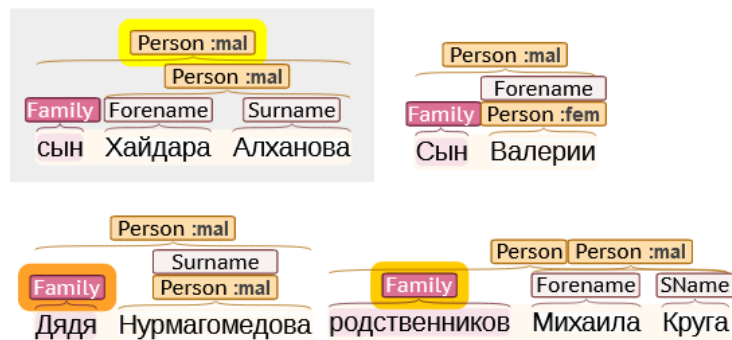 Person :mal
Person :mal
Family Forename Surname
сын Хайдара Алханова
Person :mal
Forename
Family Person :fem
Сын Валерии
Person :mal
Surname
Family Person :mal
Дядя Нурмагомедова
Person Person :mal
Family Forename SName
родственников Михаила Круга